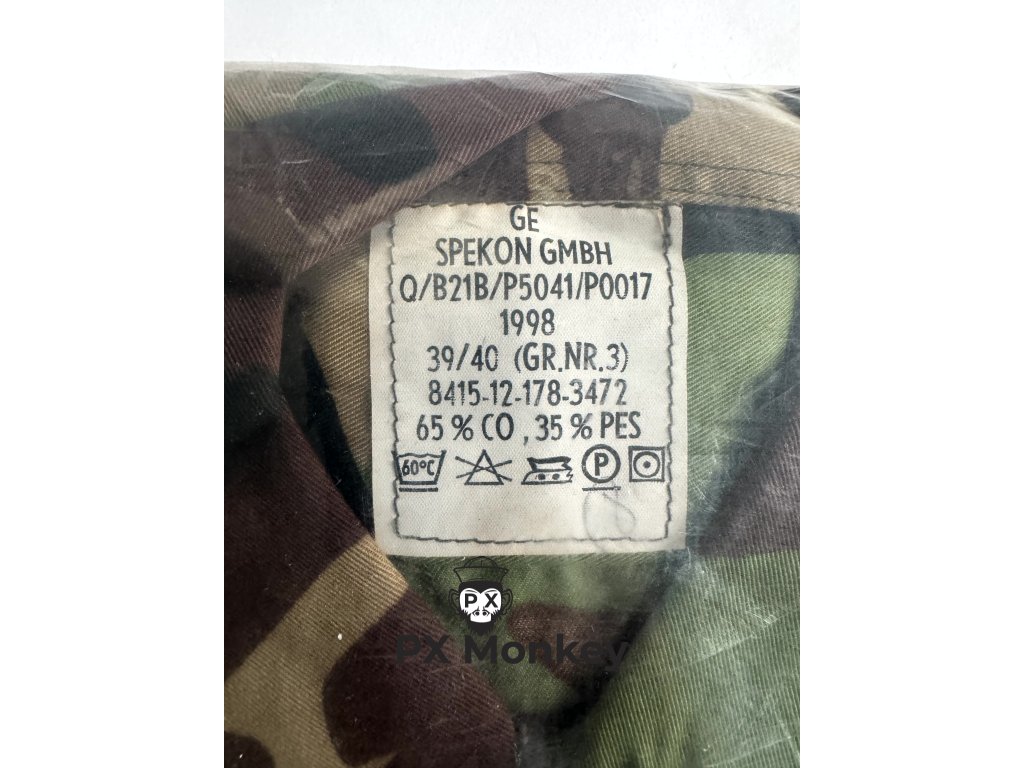 GE
SPEKON GMBH
Q/B21B/P5041/P0017
1998
39/40 (GR.NR.3)
8415-12-178-3472
65 % CO , 35 % PES
60°C P
PX
PX Monkey